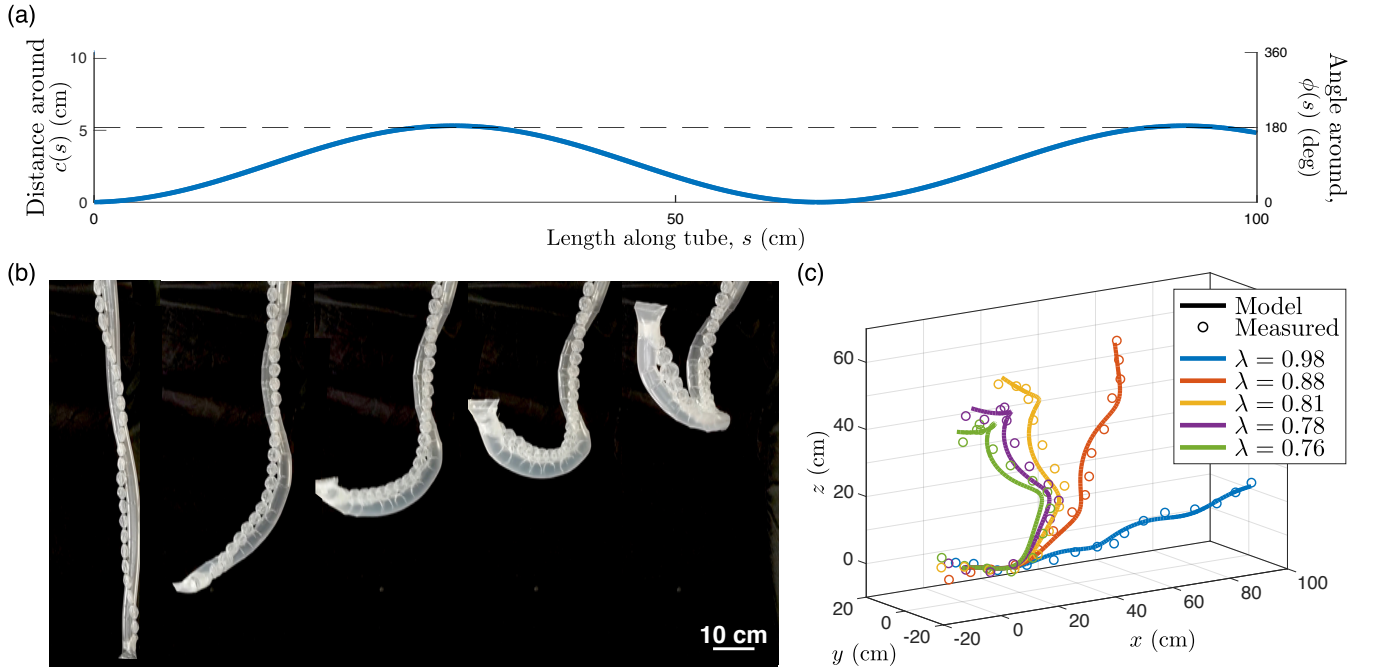 (a)
Distance around
c(s) (cm)
10
5
0
0
50
100
Length along tube, s (cm)
360
180
0
Angle around,
ϕ(s) (deg)
(b)
10 cm
(c)
Model
Measured
λ = 0.98
λ = 0.88
λ = 0.81
λ = 0.78
λ = 0.76
z (cm)
60
40
20
0
20
0
-20
y (cm)
-20
0
20
40
60
80
100
x (cm)